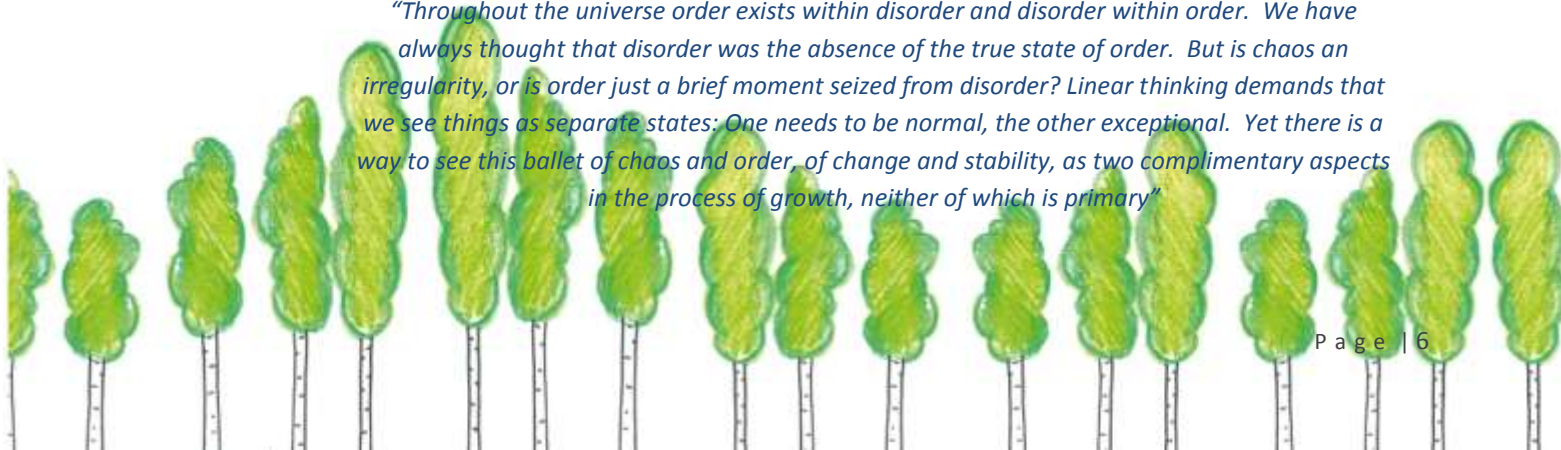 “Throughout the universe order exists within disorder and disorder within order.  We have
always thought that disorder was the absence of the true state of order.  But is chaos an
irregularity, or is order just a brief moment seized from disorder? Linear thinking demands that
we see things as separate states: One needs to be normal, the other exceptional.  Yet there is a
way to see this ballet of chaos and order, of change and stability, as two complimentary aspects
in the process of growth, neither of which is primary”
P a g e | 6